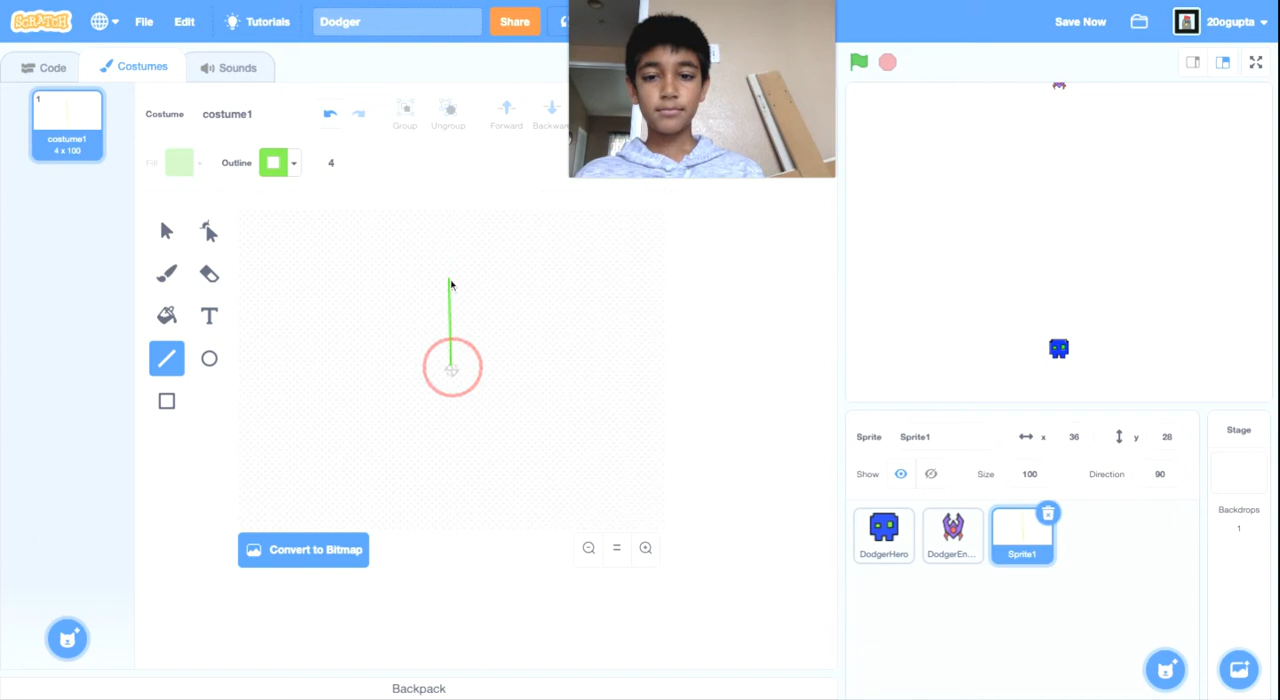 SCRATCH
File
Edit
Tutorials
Dodger
Share
Save Now
20ogupta
Code
Costumes
Sounds
1
costume1
4 x 100
Costume
costume1
Group
Ungroup
Forward
Backwar
Fill
Outline
4
T
Convert to Bitmap
Backpack
Sprite
Sprite1
x
36
y
28
Show
Size
100
Direction
90
DodgerHero
DodgerEn...
Sprite1
Stage
Backdrops
1